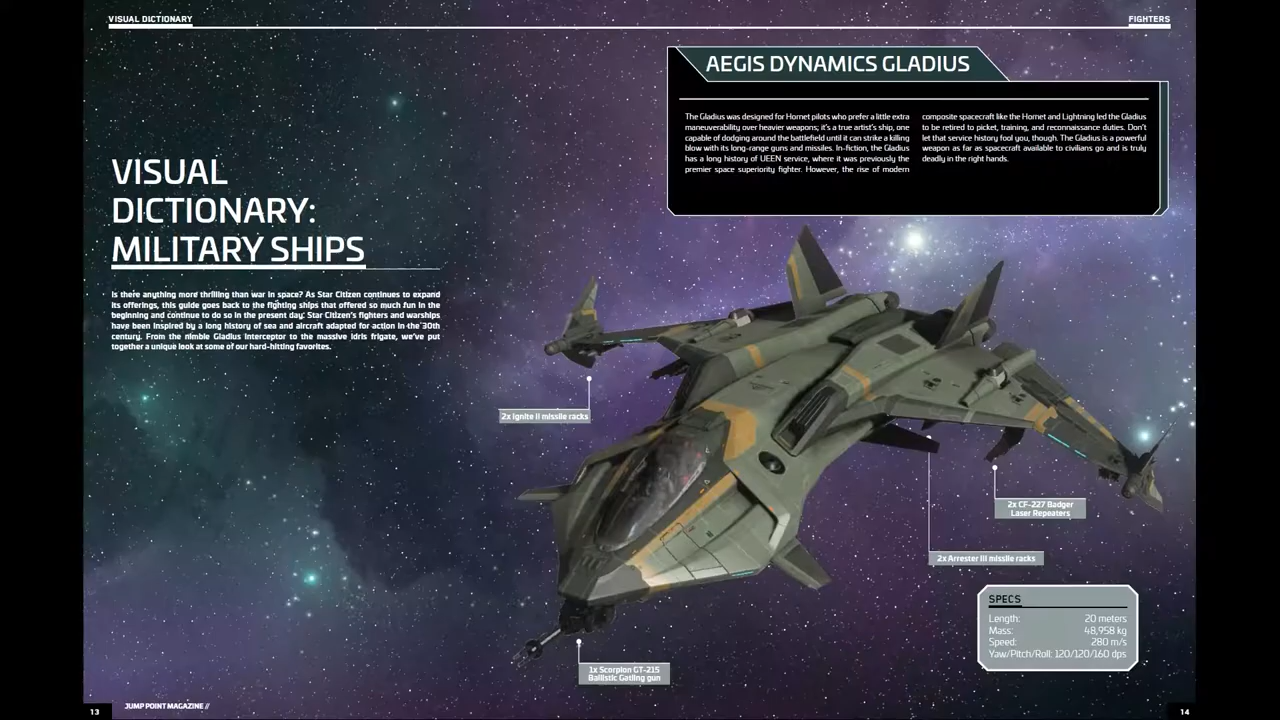 VISUAL DICTIONARY
FIGHTERS
VISUAL
DICTIONARY:
MILITARY SHIPS
Is there anything more thrilling than war in space? As Star Citizen continues to expand
its offerings, this guide goes back to the fighting ships that offered so much fun in the
beginning and continue to do so in the present day. Star Citizen's fighters and warships
have been inspired by a long history of sea and aircraft adapted for action in the 30th
century. From the nimble Gladius interceptor to the massive Idris frigate, we've put
together a unique look at some of our hard-hitting favorites.
AEGIS DYNAMICS GLADIUS
The Gladius was designed for Hornet pilots who prefer a little extra
maneuverability over heavier weapons; it's a true artist's ship, one
capable of dodging around the battlefield until it can strike a killing
blow with its long-range guns and missiles. In-fiction, the Gladius
has a long history of UEEN service, where it was previously the
premier space superiority fighter. However, the rise of modern
composite spacecraft like the Hornet and Lightning led the Gladius
to be retired to picket, training, and reconnaissance duties. Don't
let that service history fool you, though. The Gladius is a powerful
weapon as far as spacecraft available to civilians go and is truly
deadly in the right hands.
2x Ignite II missile racks
2x CF-227 Badger
Laser Repeaters
2x Arrester III missile racks
1x Scorpion GT-215
Ballistic Gatling gun
SPECS
Length: 20 meters
Mass: 48,958 kg
Speed: 280 m/s
Yaw/Pitch/Roll: 120/120/160 dps
13
JUMP POINT MAGAZINE //
14